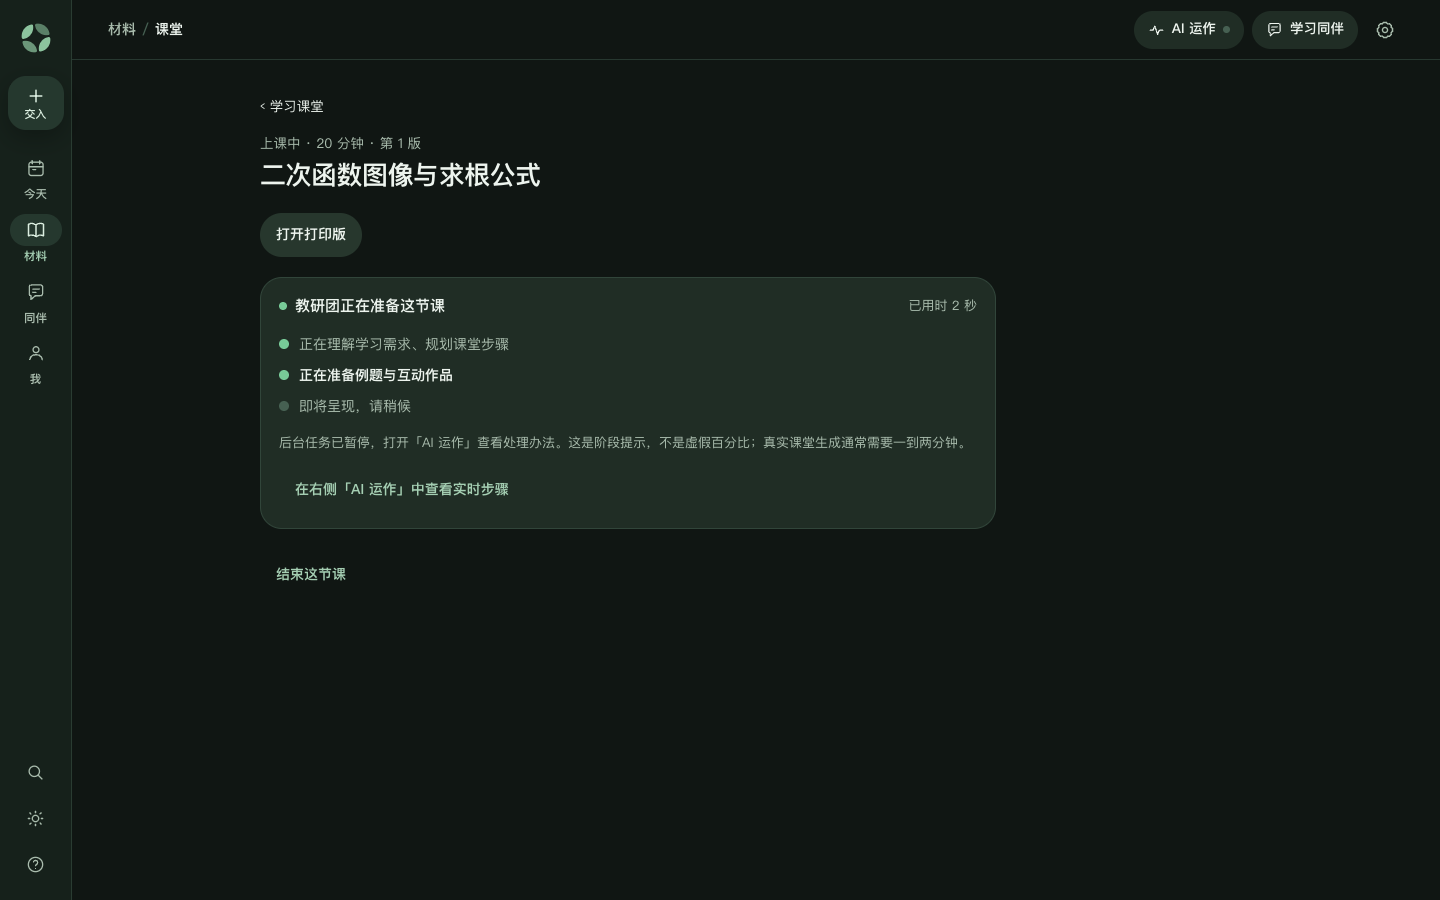 材料 / 课堂
AI 运作
学习同伴
交入
今天
材料
同伴
我
‹ 学习课堂
上课中 · 20 分钟 · 第 1 版
二次函数图像与求根公式
打开打印版
教研团正在准备这节课
已用时 2 秒
正在理解学习需求、规划课堂步骤
正在准备例题与互动作品
即将呈现，请稍候
后台任务已暂停，打开「AI 运作」查看处理办法。这是阶段提示，不是虚假百分比；真实课堂生成通常需要一到两分钟。
在右侧「AI 运作」中查看实时步骤
结束这节课